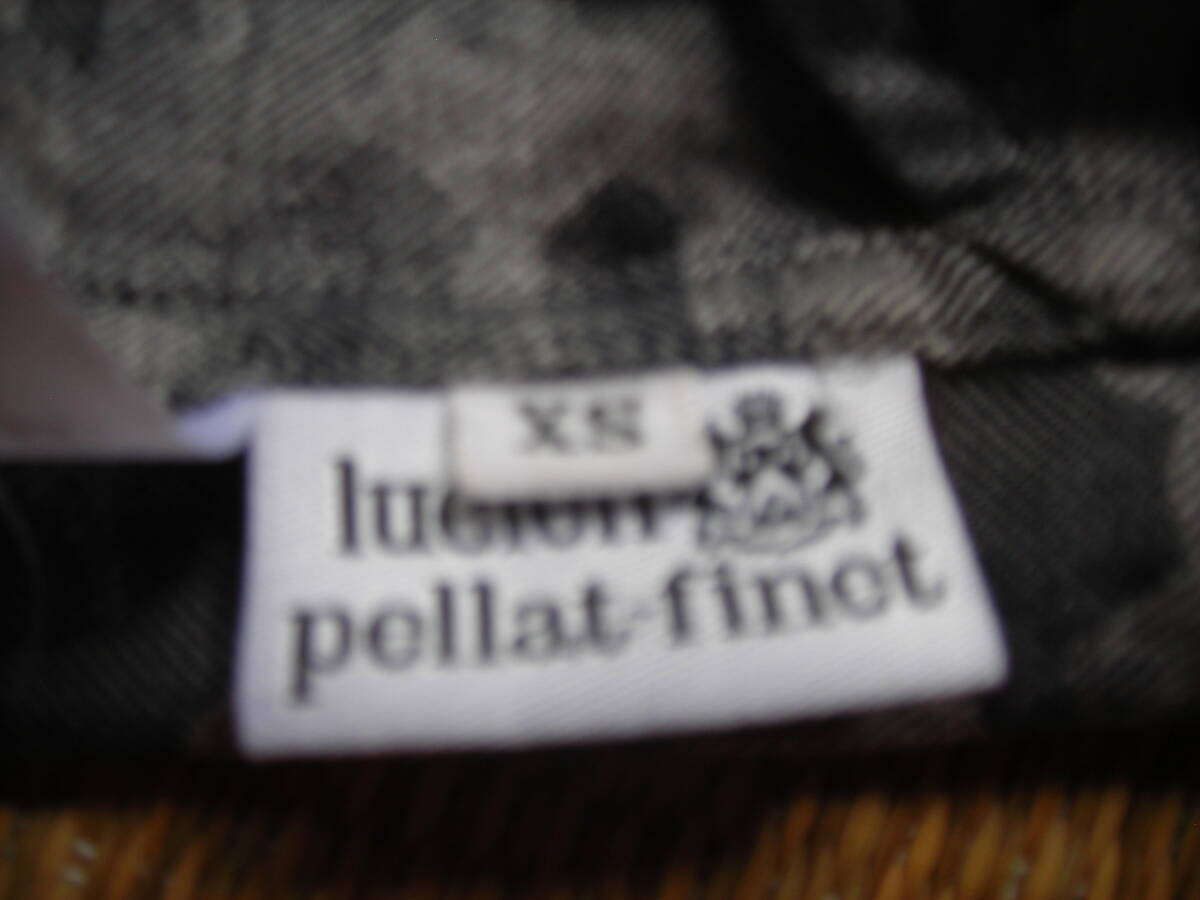 XS
lucien
pellat-finet